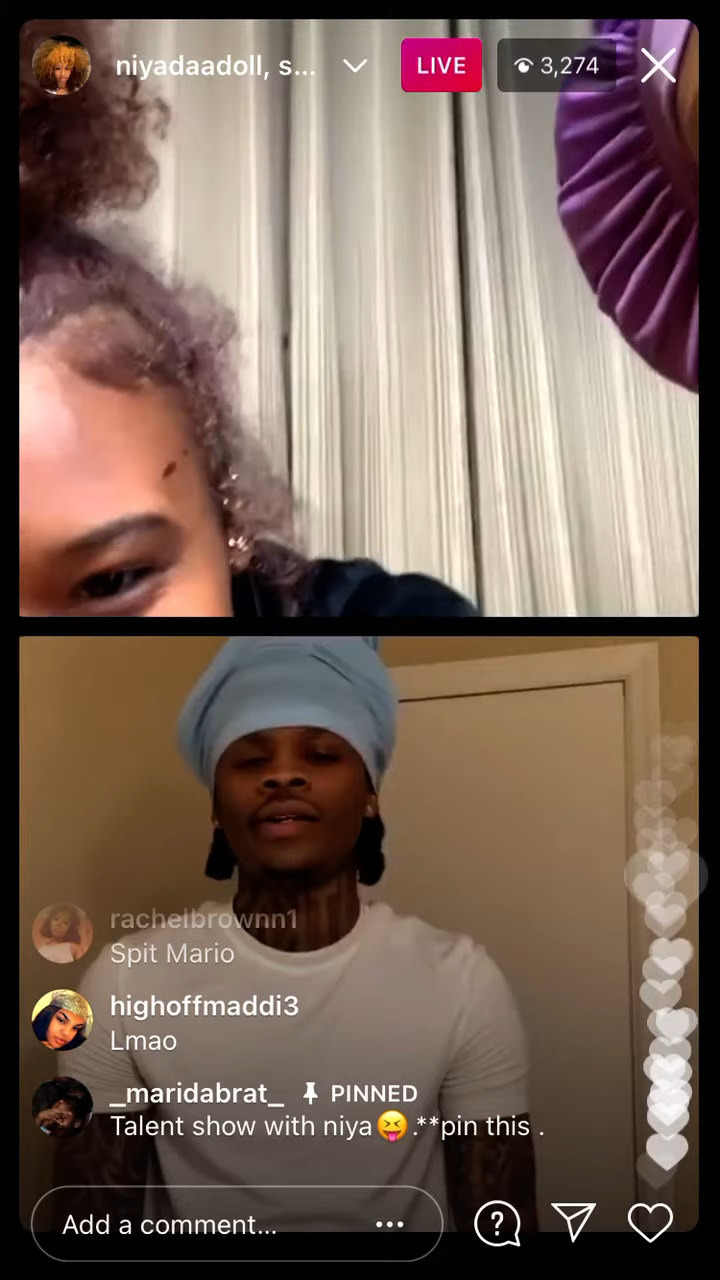 niyadaadoll, s...
LIVE
3,274
rachelbrownn1
Spit Mario
highoffmaddi3
Lmao
_maridabrat_ PINNED
Talent show with niya😝.**pin this .
Add a comment...